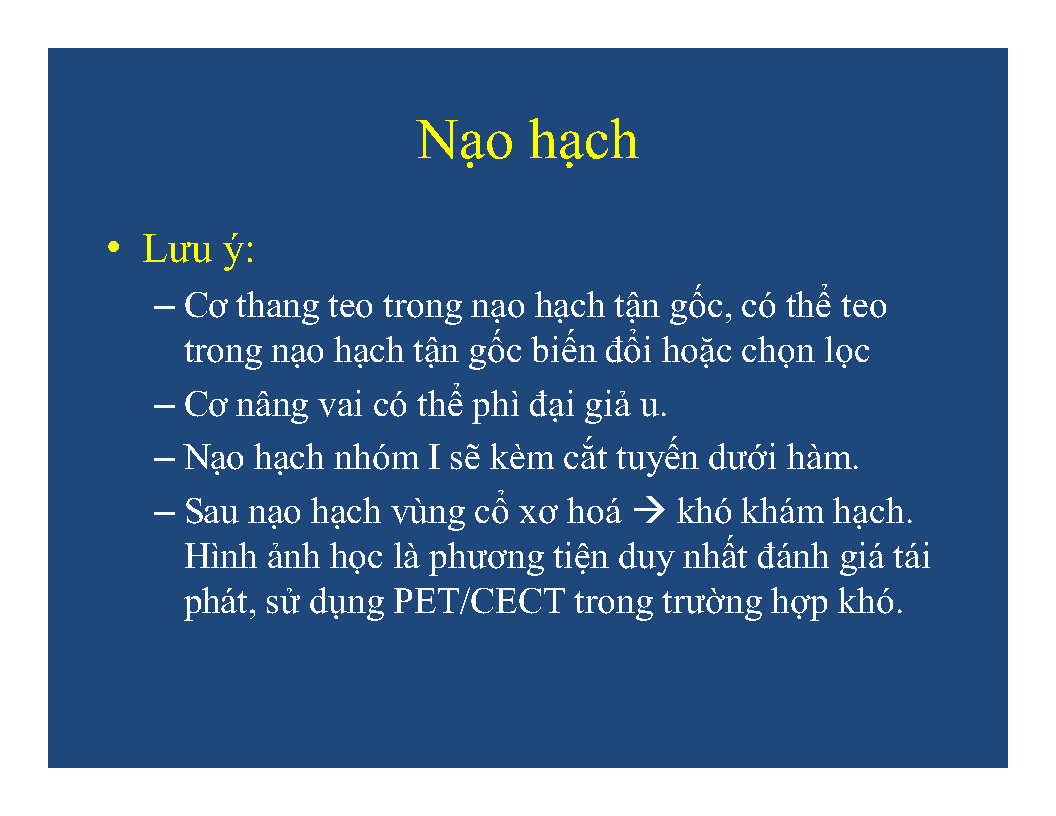 Nạo hạch
• Lưu ý:
– Cơ thang teo trong nạo hạch tận gốc, có thể teo
trong nạo hạch tận gốc biến đổi hoặc chọn lọc
– Cơ nâng vai có thể phì đại giả u.
– Nạo hạch nhóm I sẽ kèm cắt tuyến dưới hàm.
– Sau nạo hạch vùng cổ xơ hoá → khó khám hạch.
Hình ảnh học là phương tiện duy nhất đánh giá tái
phát, sử dụng PET/CECT trong trường hợp khó.